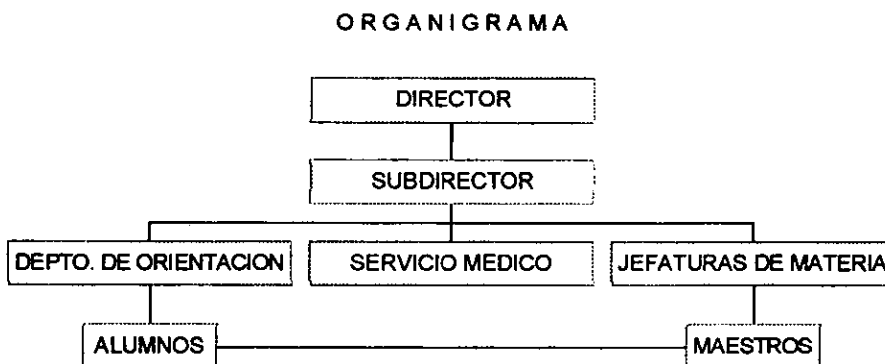 ORGANIGRAMA
DIRECTOR
SUBDIRECTOR
DEPTO. DE ORIENTACION
SERVICIO MEDICO
JEFATURAS DE MATERIA
ALUMNOS
MAESTROS